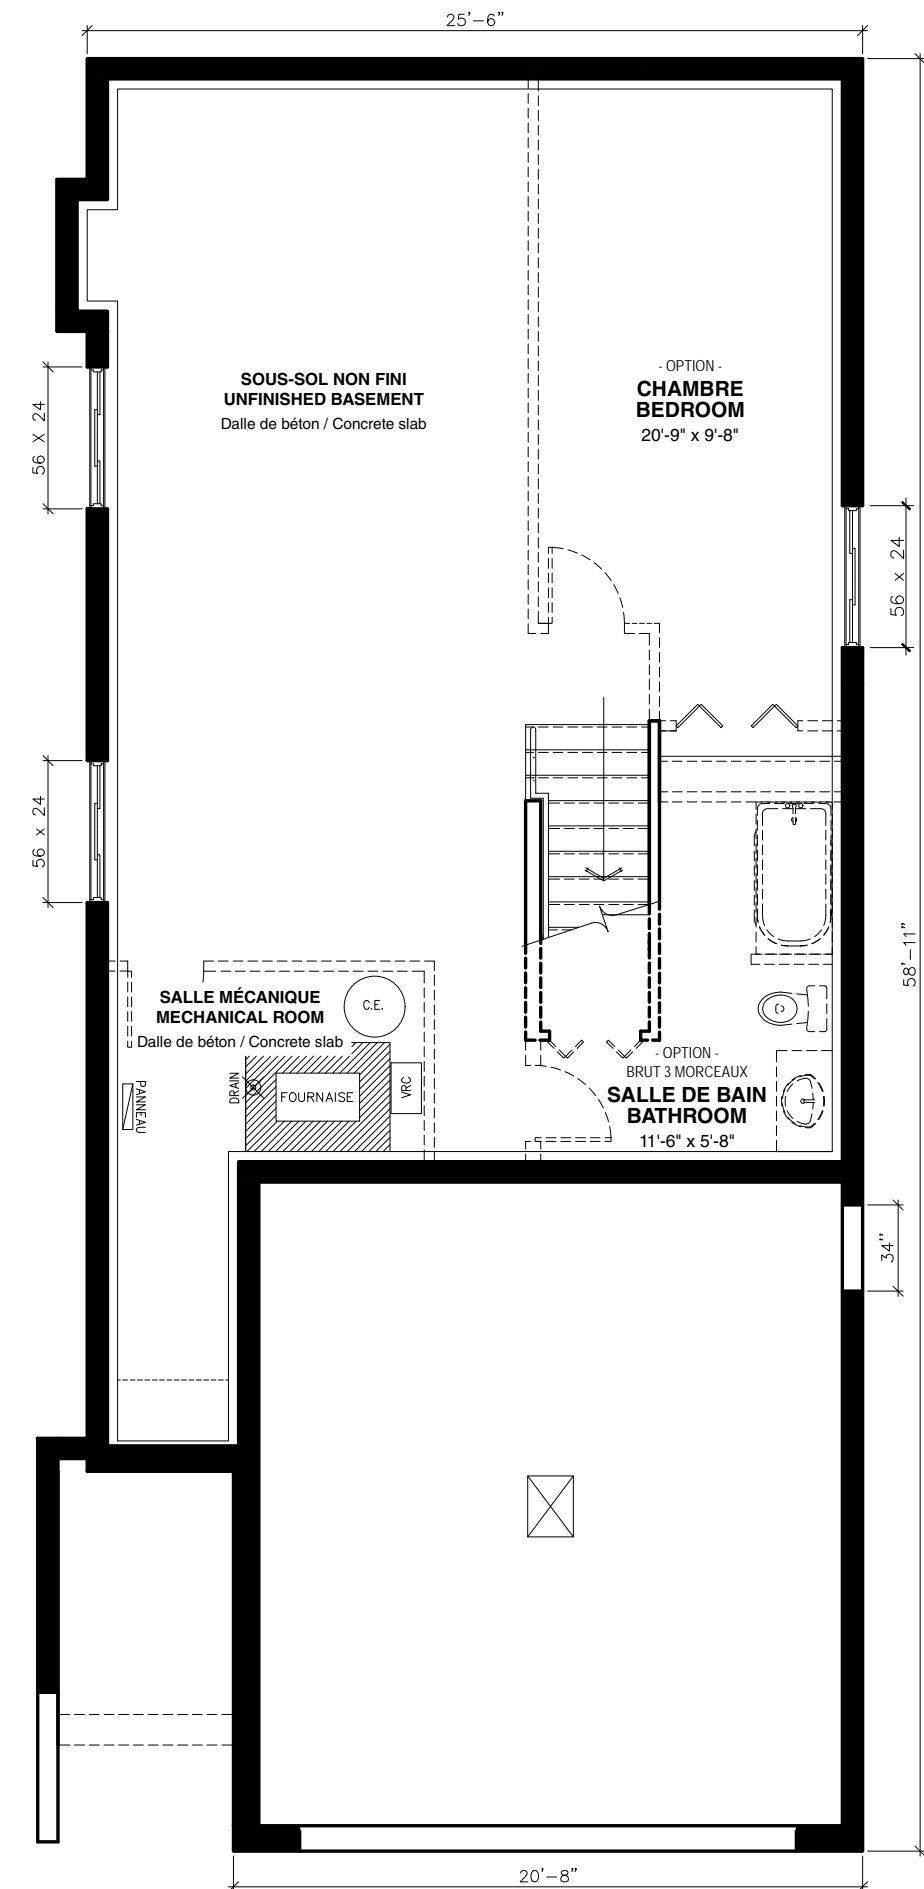 25'-6"
- OPTION -
CHAMBRE
BEDROOM
20'-9" x 9'-8"
SOUS-SOL NON FINI
UNFINISHED BASEMENT
Dalle de béton / Concrete slab
56 X 24
56 x 24
56 x 24
58'-11"
SALLE MÉCANIQUE
MECHANICAL ROOM
Dalle de béton / Concrete slab
C.E.
PANNEAU
DRAIN
FOURNAISE
VRC
- OPTION -
BRUT 3 MORCEAUX
SALLE DE BAIN
BATHROOM
11'-6" x 5'-8"
34"
20'-8"